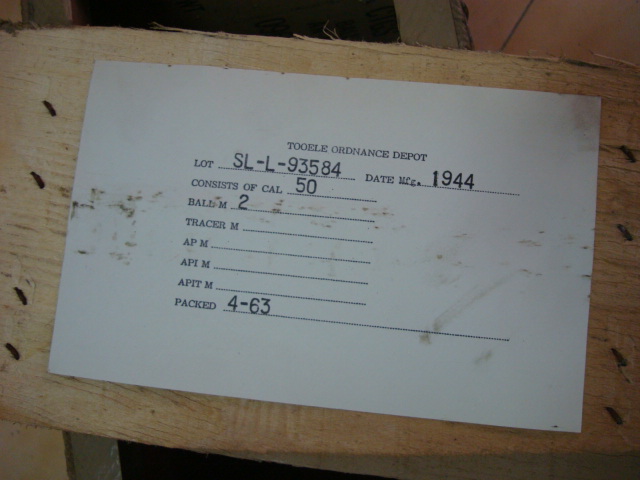 TOOELE ORDNANCE DEPOT
LOT SL-L-93584 DATE Mfg. 1944
CONSISTS OF CAL 50
BALL M 2
TRACER M
AP M
API M
APIT M
PACKED 4-63